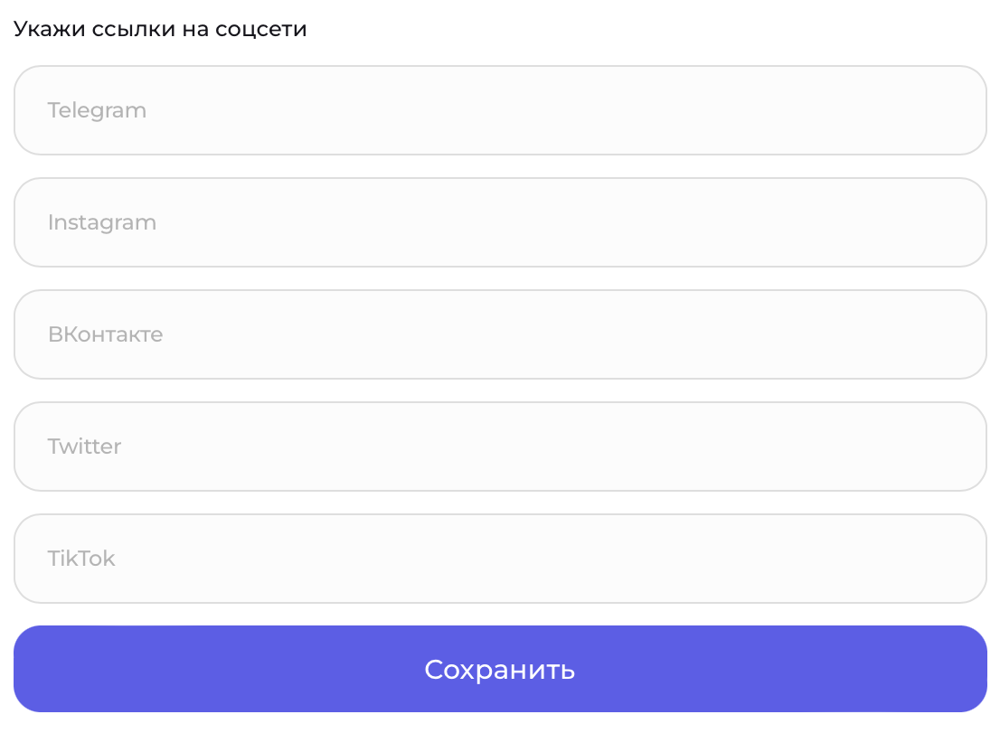 Укажи ссылки на соцсети
Telegram
Instagram
ВКонтакте
Twitter
TikTok
Сохранить